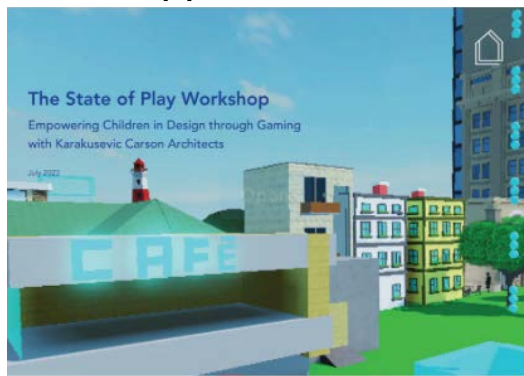 The State of Play Workshop
Empowering Children in Design through Gaming
with Karakusevic Carson Architects
July 2022
CAFE